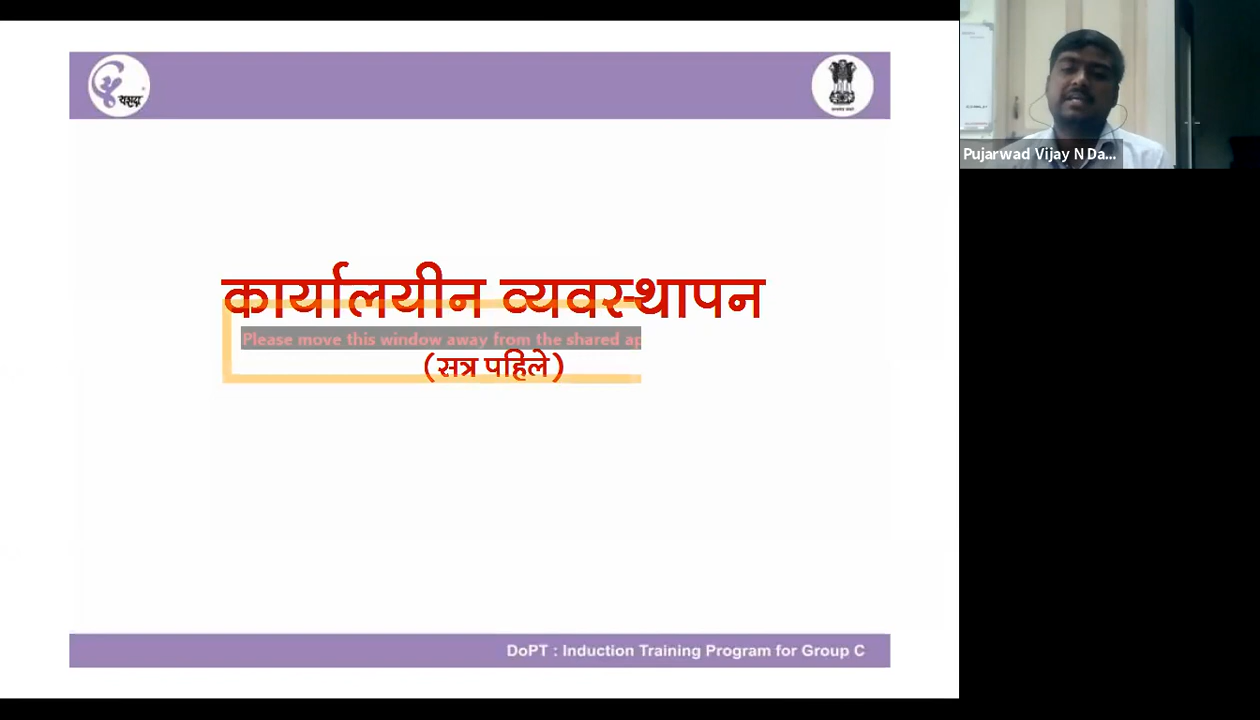 यशदा
कार्यालयीन व्यवस्थापन
Please move this window away from the shared ap
(सत्र पहिले)
DoPT : Induction Training Program for Group C
Pujarwad Vijay N Da...